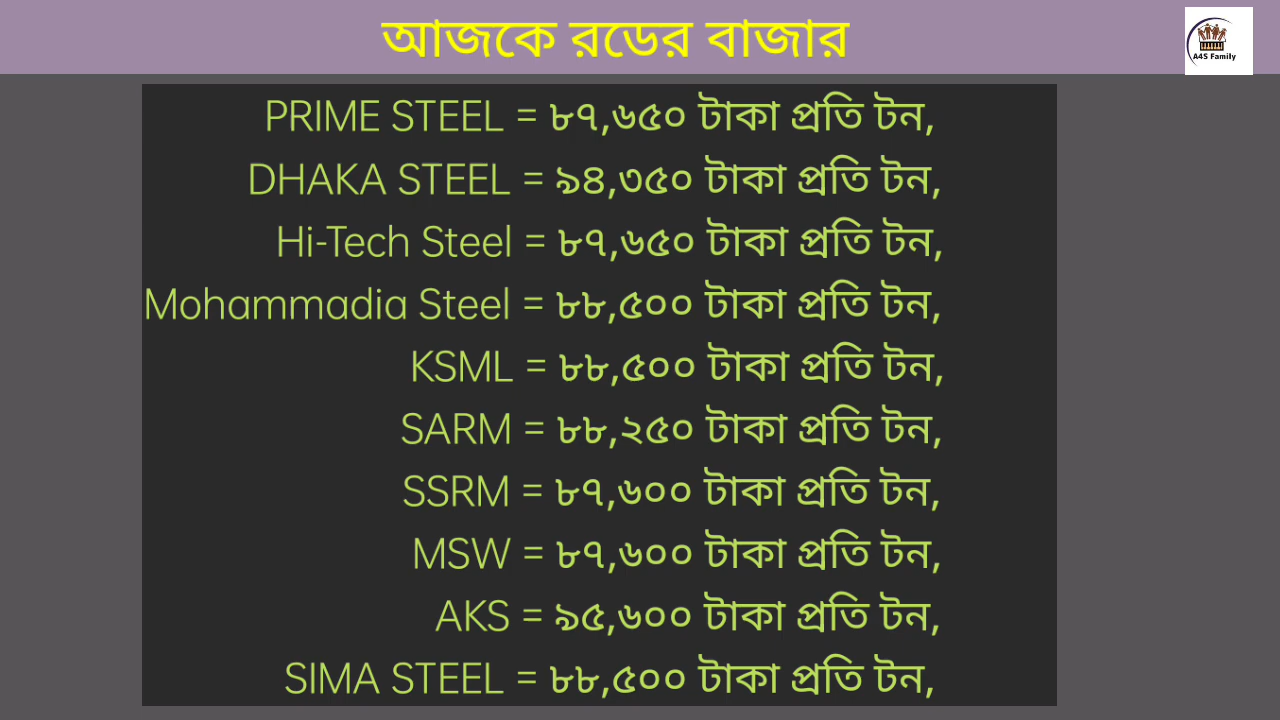 আজকে রডের বাজার
A4S Family
PRIME STEEL = ৮৭,৬৫০ টাকা প্রতি টন,
DHAKA STEEL = ৯৪,৩৫০ টাকা প্রতি টন,
Hi-Tech Steel = ৮৭,৬৫০ টাকা প্রতি টন,
Mohammadia Steel = ৮৮,৫০০ টাকা প্রতি টন,
KSML = ৮৮,৫০০ টাকা প্রতি টন,
SARM = ৮৮,২৫০ টাকা প্রতি টন,
SSRM = ৮৭,৬০০ টাকা প্রতি টন,
MSW = ৮৭,৬০০ টাকা প্রতি টন,
AKS = ৯৫,৬০০ টাকা প্রতি টন,
SIMA STEEL = ৮৮,৫০০ টাকা প্রতি টন,